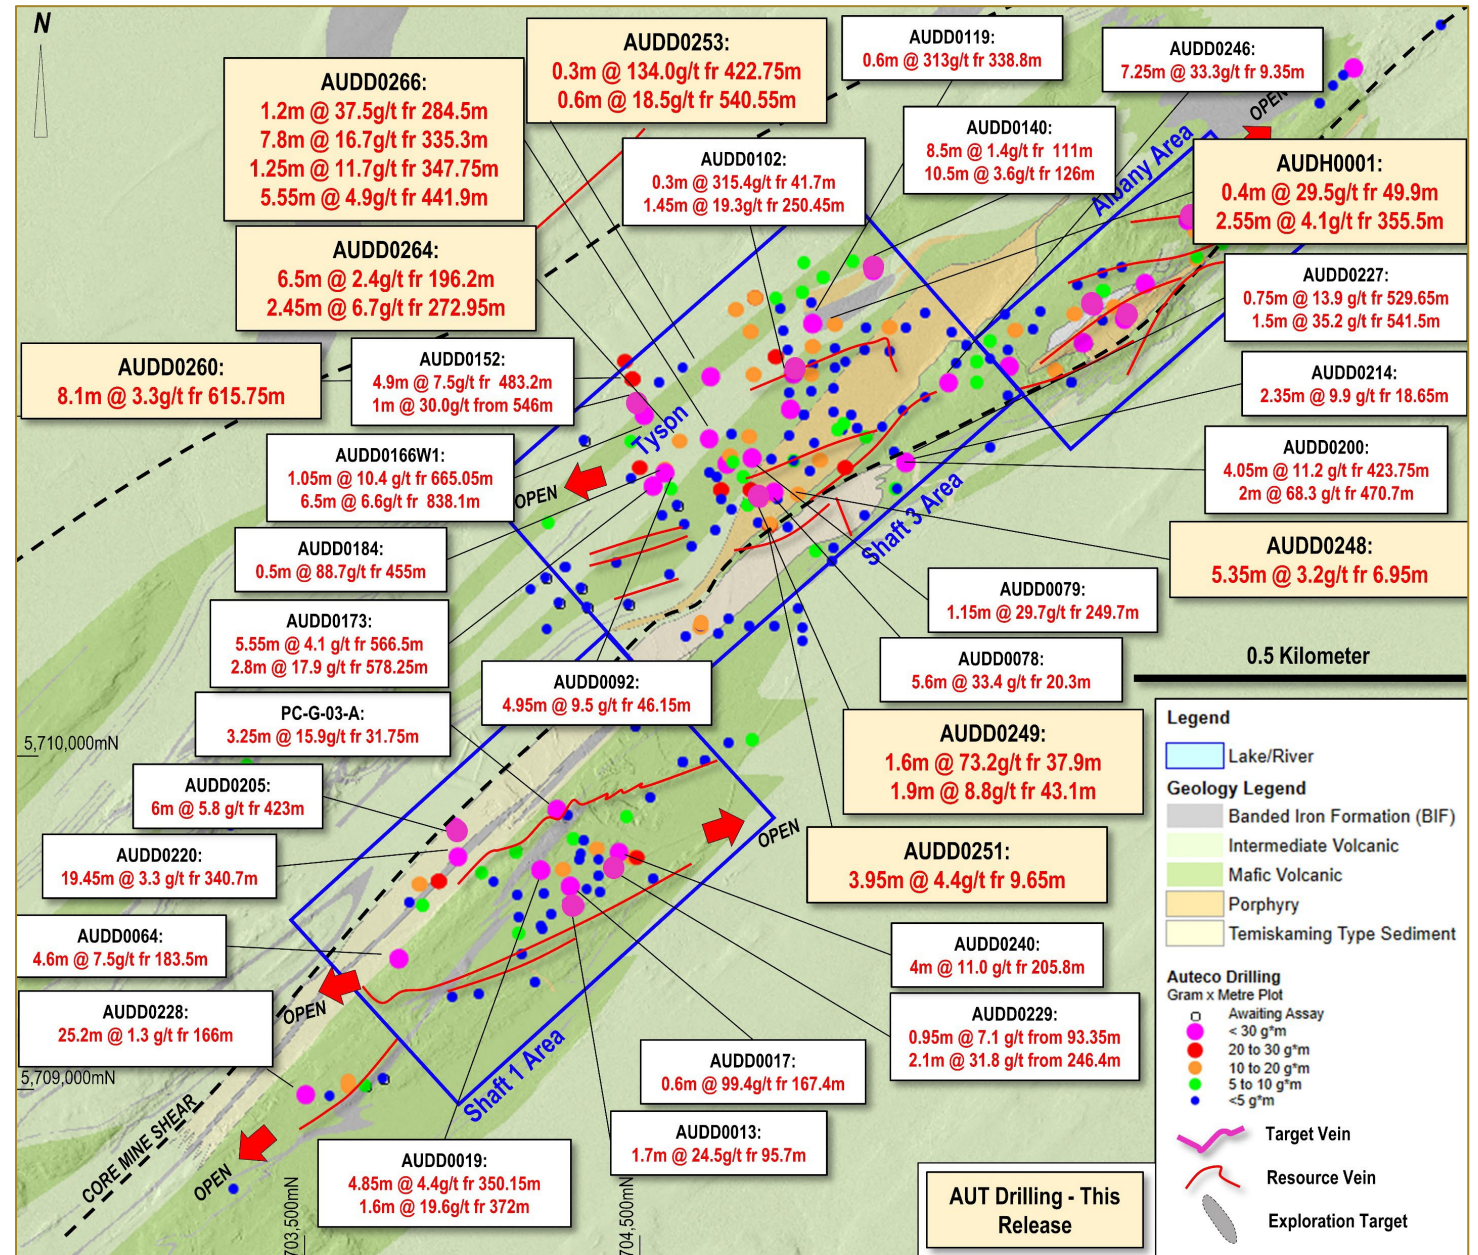 N
AUDD0253:
0.3m @ 134.0g/t fr 422.75m
0.6m @ 18.5g/t fr 540.55m
AUDD0119:
0.6m @ 313g/t fr 338.8m
AUDD0246:
7.25m @ 33.3g/t fr 9.35m
AUDD0266:
1.2m @ 37.5g/t fr 284.5m
7.8m @ 16.7g/t fr 335.3m
1.25m @ 11.7g/t fr 347.75m
5.55m @ 4.9g/t fr 441.9m
OPEN
AUDD0140:
8.5m @ 1.4g/t fr 111m
10.5m @ 3.6g/t fr 126m
AUDD0102:
0.3m @ 315.4g/t fr 41.7m
1.45m @ 19.3g/t fr 250.45m
Albany Area
AUDH0001:
0.4m @ 29.5g/t fr 49.9m
2.55m @ 4.1g/t fr 355.5m
AUDD0264:
6.5m @ 2.4g/t fr 196.2m
2.45m @ 6.7g/t fr 272.95m
AUDD0227:
0.75m @ 13.9 g/t fr 529.65m
1.5m @ 35.2 g/t fr 541.5m
AUDD0260:
8.1m @ 3.3g/t fr 615.75m
AUDD0152:
4.9m @ 7.5g/t fr 483.2m
1m @ 30.0g/t from 546m
AUDD0214:
2.35m @ 9.9 g/t fr 18.65m
Tyson
AUDD0166W1:
1.05m @ 10.4 g/t fr 665.05m
6.5m @ 6.6g/t fr 838.1m
OPEN
AUDD0200:
4.05m @ 11.2 g/t fr 423.75m
2m @ 68.3 g/t fr 470.7m
Shaft 3 Area
AUDD0184:
0.5m @ 88.7g/t fr 455m
AUDD0248:
5.35m @ 3.2g/t fr 6.95m
AUDD0079:
1.15m @ 29.7g/t fr 249.7m
AUDD0173:
5.55m @ 4.1 g/t fr 566.5m
2.8m @ 17.9 g/t fr 578.25m
AUDD0078:
5.6m @ 33.4 g/t fr 20.3m
0.5 Kilometer
AUDD0092:
4.95m @ 9.5 g/t fr 46.15m
PC-G-03-A:
3.25m @ 15.9g/t fr 31.75m
5,710,000mN
AUDD0249:
1.6m @ 73.2g/t fr 37.9m
1.9m @ 8.8g/t fr 43.1m
Legend
Lake/River
Geology Legend
Banded Iron Formation (BIF)
Intermediate Volcanic
Mafic Volcanic
Porphyry
Temiskaming Type Sediment
AUDD0205:
6m @ 5.8 g/t fr 423m
OPEN
AUDD0220:
19.45m @ 3.3 g/t fr 340.7m
AUDD0251:
3.95m @ 4.4g/t fr 9.65m
AUDD0064:
4.6m @ 7.5g/t fr 183.5m
AUDD0240:
4m @ 11.0 g/t fr 205.8m
Auteco Drilling
Gram x Metre Plot
Awaiting Assay
< 30 g*m
20 to 30 g*m
10 to 20 g*m
5 to 10 g*m
<5 g*m
Target Vein
Resource Vein
Exploration Target
OPEN
AUDD0228:
25.2m @ 1.3 g/t fr 166m
AUDD0229:
0.95m @ 7.1 g/t from 93.35m
2.1m @ 31.8 g/t from 246.4m
Shaft 1 Area
AUDD0017:
0.6m @ 99.4g/t fr 167.4m
5,709,000mN
CORE MINE SHEAR
AUDD0013:
1.7m @ 24.5g/t fr 95.7m
OPEN
AUDD0019:
4.85m @ 4.4g/t fr 350.15m
1.6m @ 19.6g/t fr 372m
703,500mN
704,500mN
AUT Drilling - This
Release